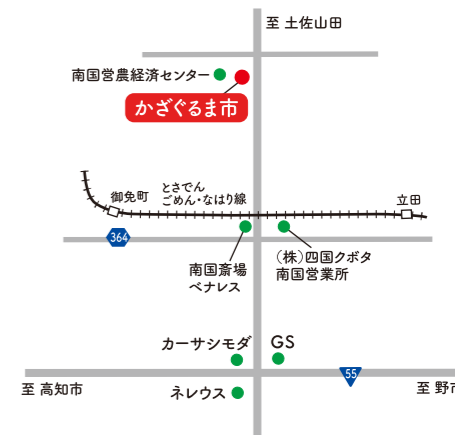 至 土佐山田
南国営農経済センター
かざぐるま市
とさでん
ごめん・なはり線
御免町
立田
364
南国斎場
ベナレス
(株)四国クボタ
南国営業所
カーサシモダ
GS
55
至 高知市
ネレウス
至 野市